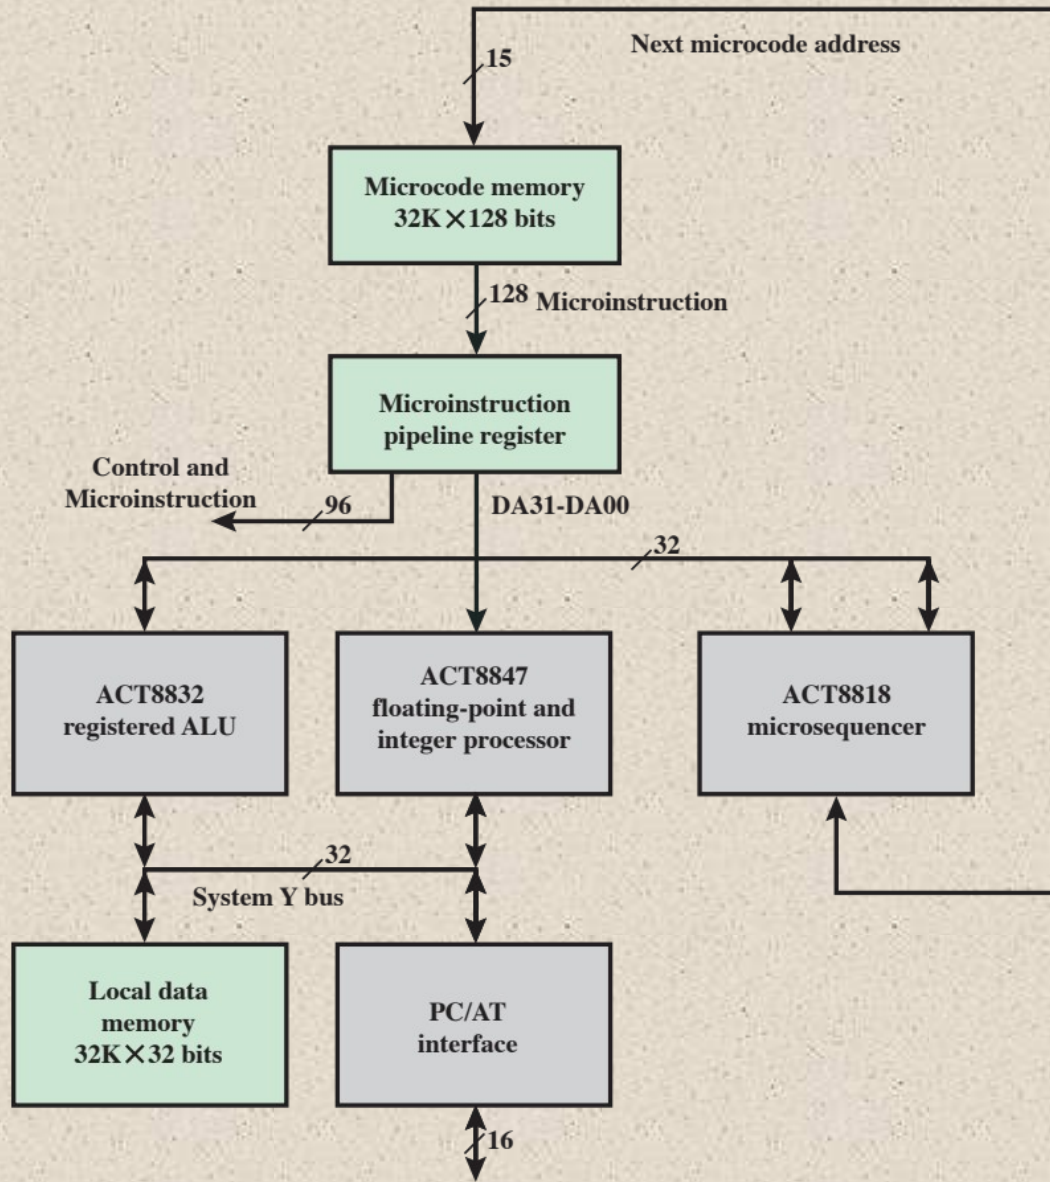 Next microcode address
15
Microcode memory
32K×128 bits
128 Microinstruction
Microinstruction
pipeline register
Control and
Microinstruction
96
DA31-DA00
32
ACT8832
registered ALU
ACT8847
floating-point and
integer processor
ACT8818
microsequencer
32
System Y bus
Local data
memory
32K×32 bits
PC/AT
interface
16